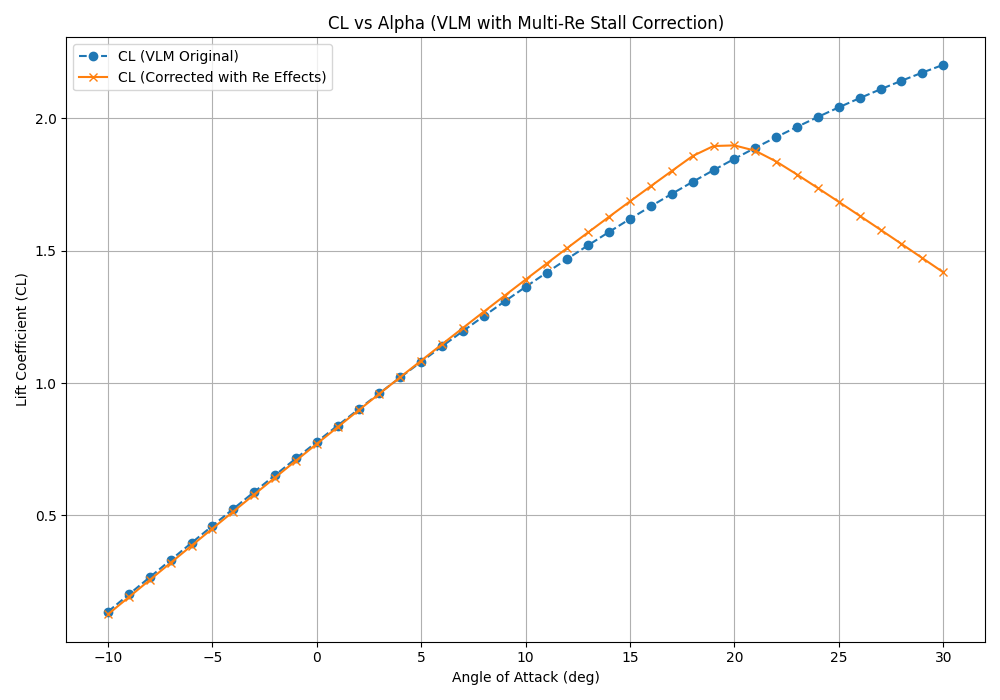 CL vs Alpha (VLM with Multi-Re Stall Correction)
CL (VLM Original)
CL (Corrected with Re Effects)
Lift Coefficient (CL)
2.0
1.5
1.0
0.5
−10 −5 0 5 10 15 20 25 30
Angle of Attack (deg)